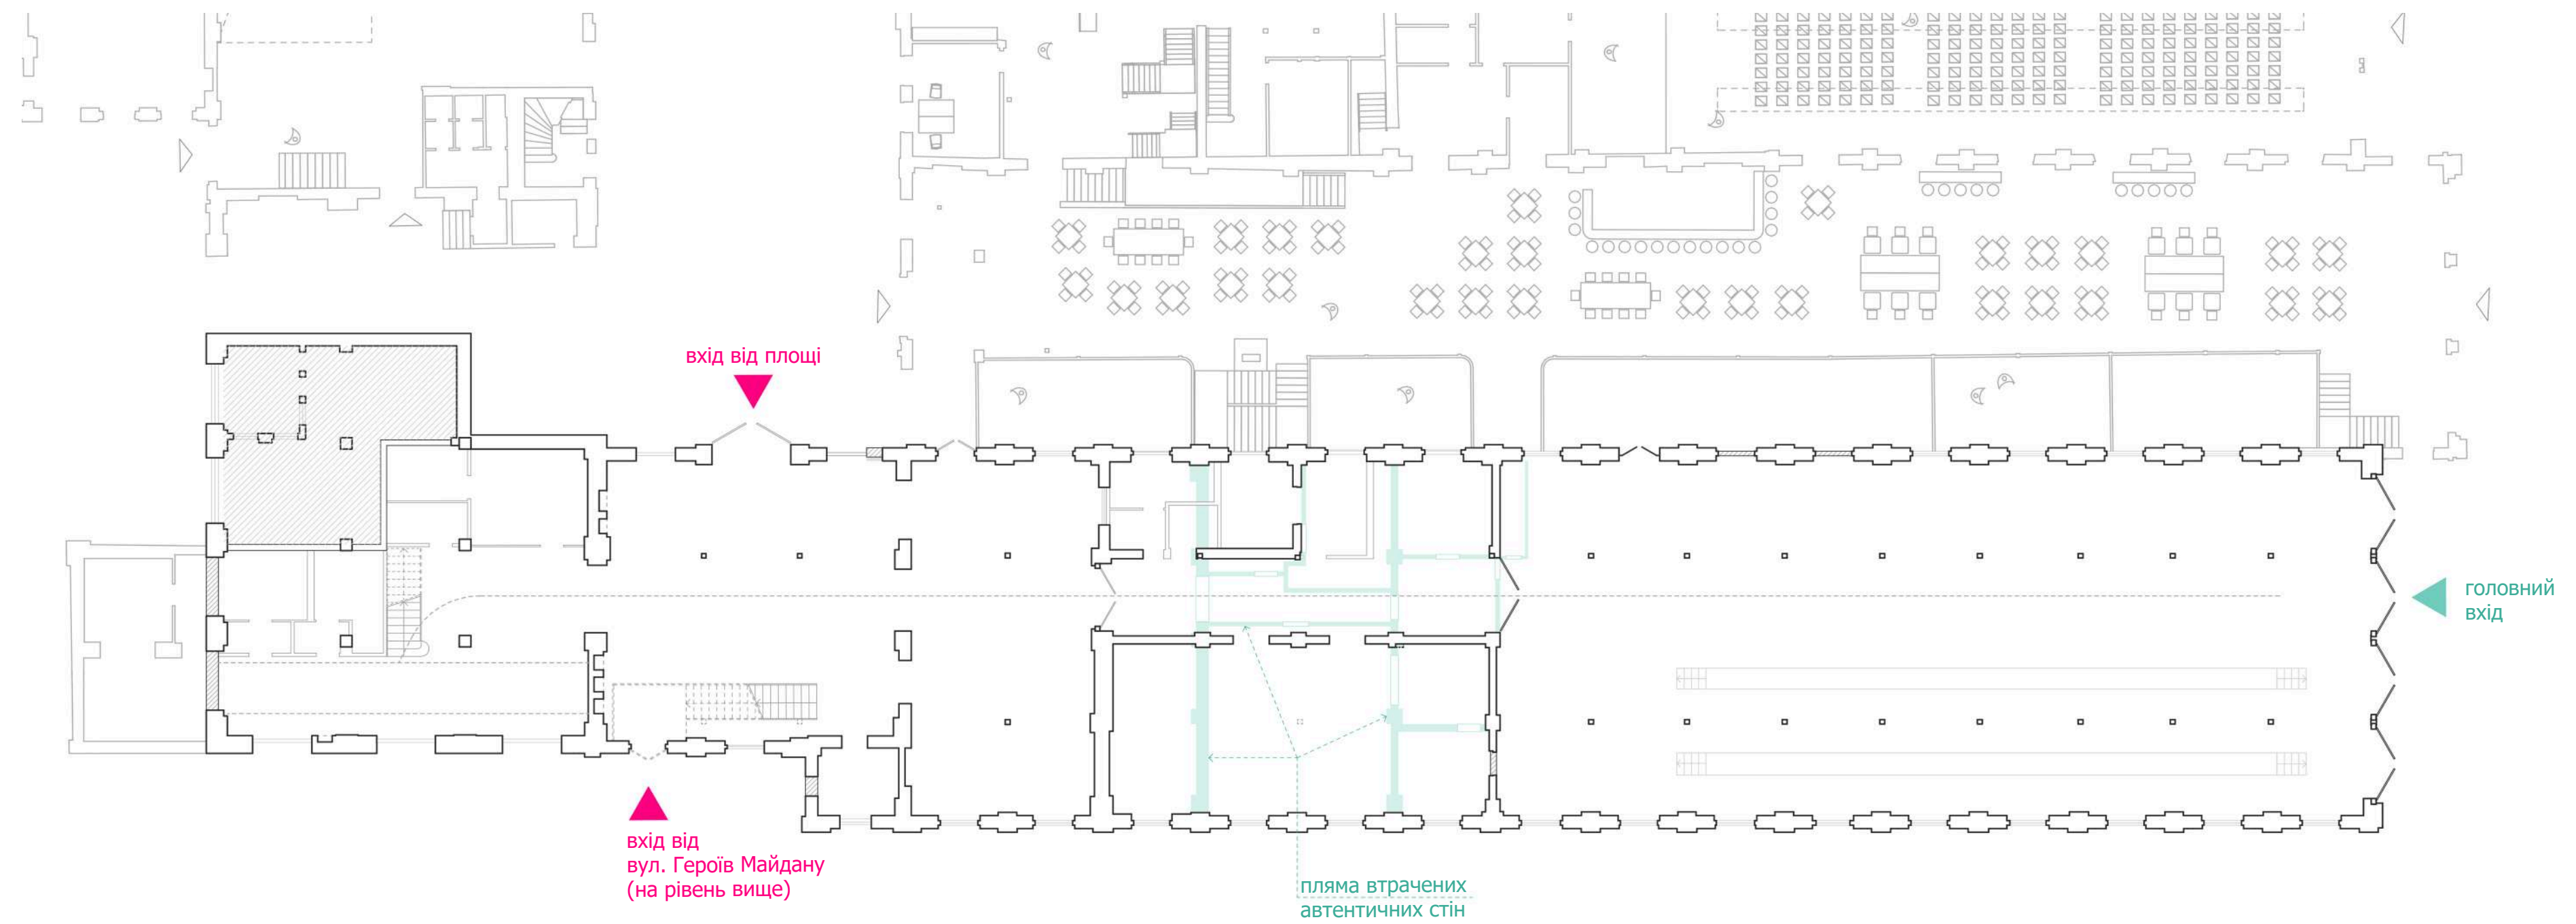 вхід від площі
головний
вхід
вхід від
вул. Героїв Майдану
(на рівень вище)
пляма втрачених
автентичних стін